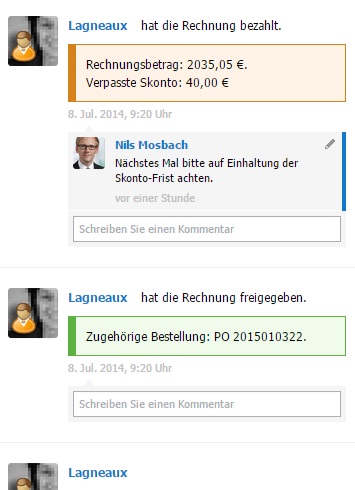 Lagneaux hat die Rechnung bezahlt.
Rechnungsbetrag: 2035,05 €.
Verpasste Skonto: 40,00 €
8. Jul. 2014, 9:20 Uhr
Nils Mosbach
Nächstes Mal bitte auf Einhaltung der
Skonto-Frist achten.
vor einer Stunde
Schreiben Sie einen Kommentar
Lagneaux hat die Rechnung freigegeben.
Zugehörige Bestellung: PO 2015010322.
8. Jul. 2014, 9:20 Uhr
Schreiben Sie einen Kommentar
Lagneaux